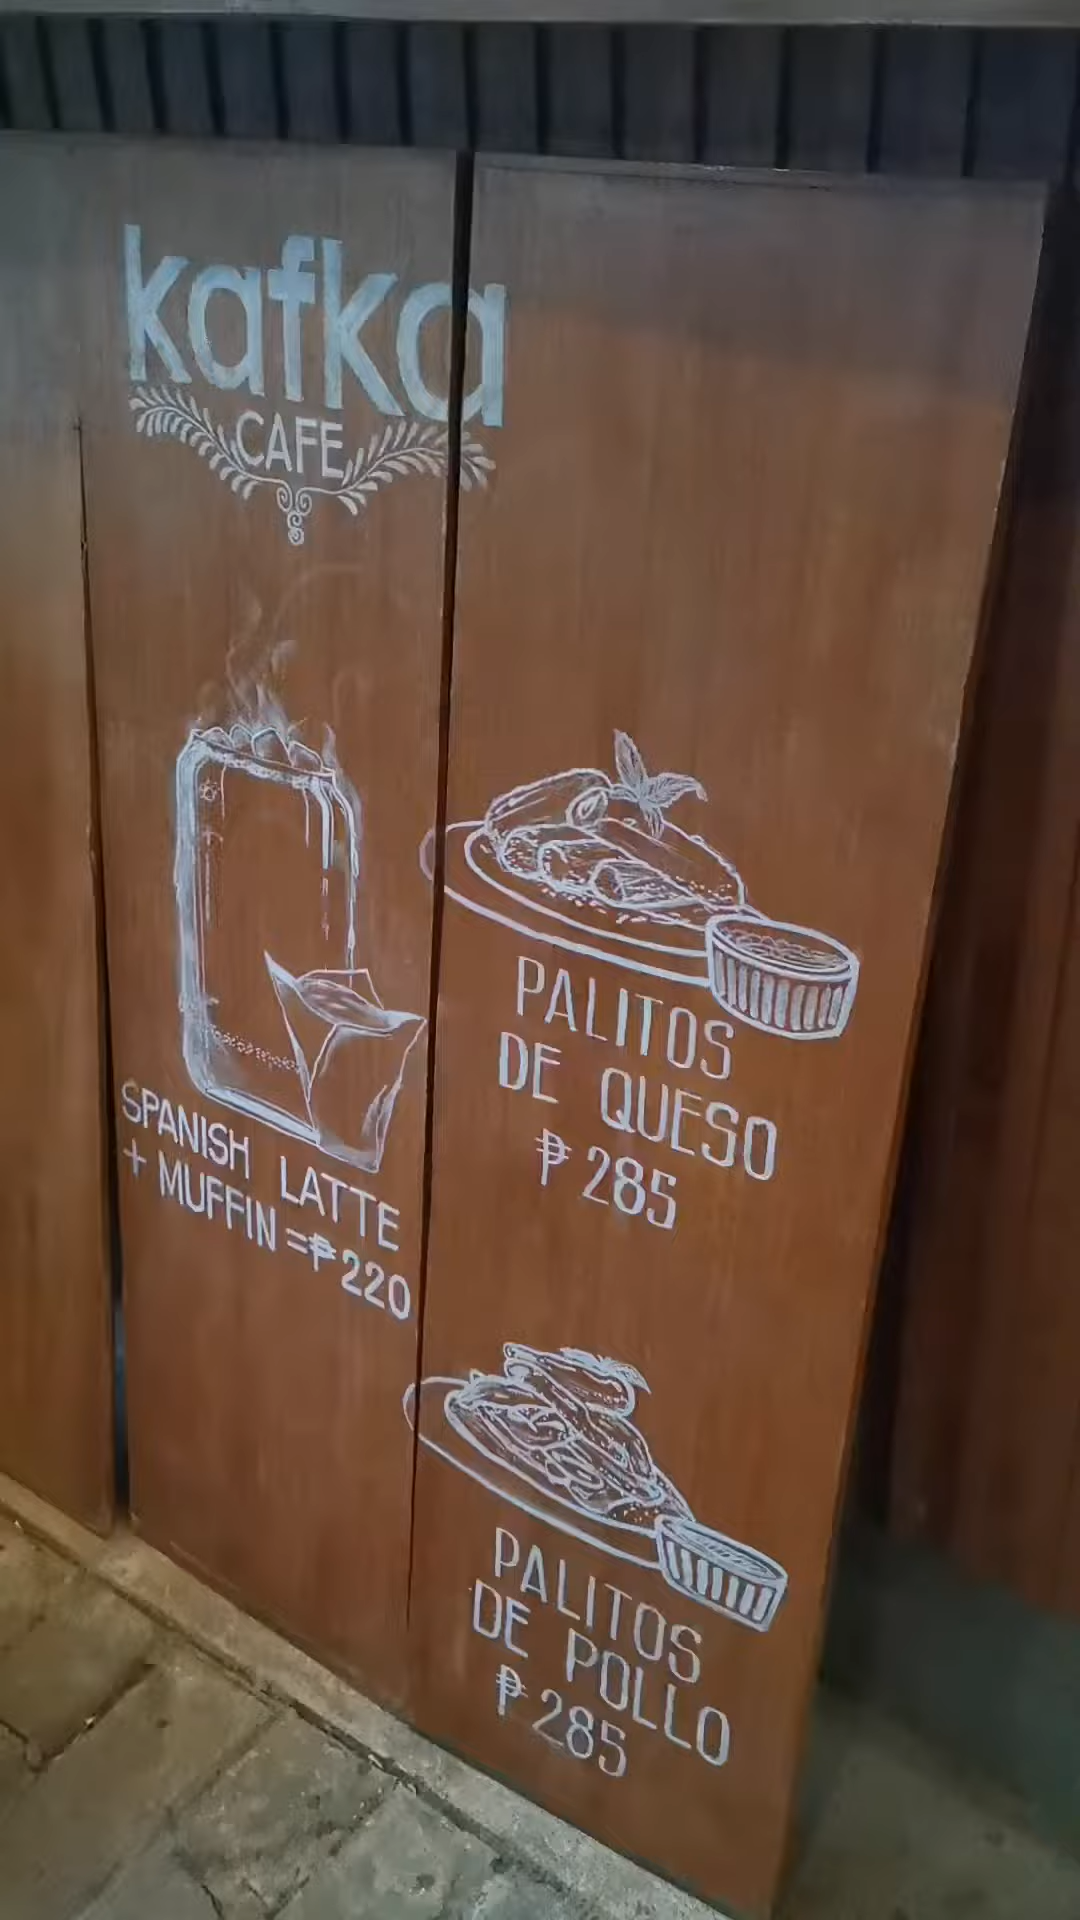 kafka
CAFE
SPANISH LATTE
+ MUFFIN =₱220
PALITOS
DE QUESO
₱ 285
PALITOS
DE POLLO
₱ 285